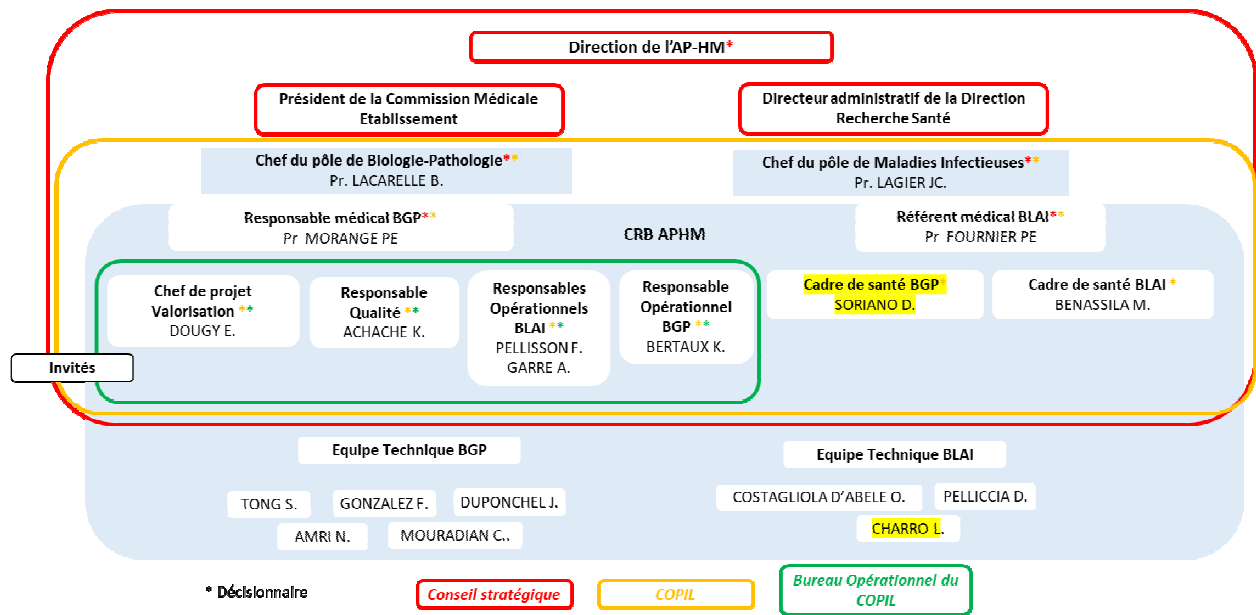 Direction de l'AP-HM*
Président de la Commission Médicale
Etablissement
Directeur administratif de la Direction
Recherche Santé
Chef du pôle de Biologie-Pathologie**
Pr. LACARELLE B.
Chef du pôle de Maladies Infectieuses**
Pr. LAGIER JC.
Responsable médical BGP**
Pr MORANGE PE
CRB APHM
Référent médical BLAI**
Pr FOURNIER PE
Chef de projet
Valorisation **
DOUGY E.
Responsable
Qualité **
ACHACHE K.
Responsables
Opérationnels
BLAI **
PELLISSON F.
GARRE A.
Responsable
Opérationnel
BGP **
BERTAUX K.
Cadre de santé BGP*
SORIANO D.
Cadre de santé BLAI *
BENASSILA M.
Invités
Equipe Technique BGP
Equipe Technique BLAI
TONG S.
GONZALEZ F.
DUPONCHEL J.
AMRI N.
MOURADIAN C..
COSTAGLIOLA D'ABELE O.
PELLICCIA D.
CHARRO L.
* Décisionnaire
Conseil stratégique
COPIL
Bureau Opérationnel du
COPIL